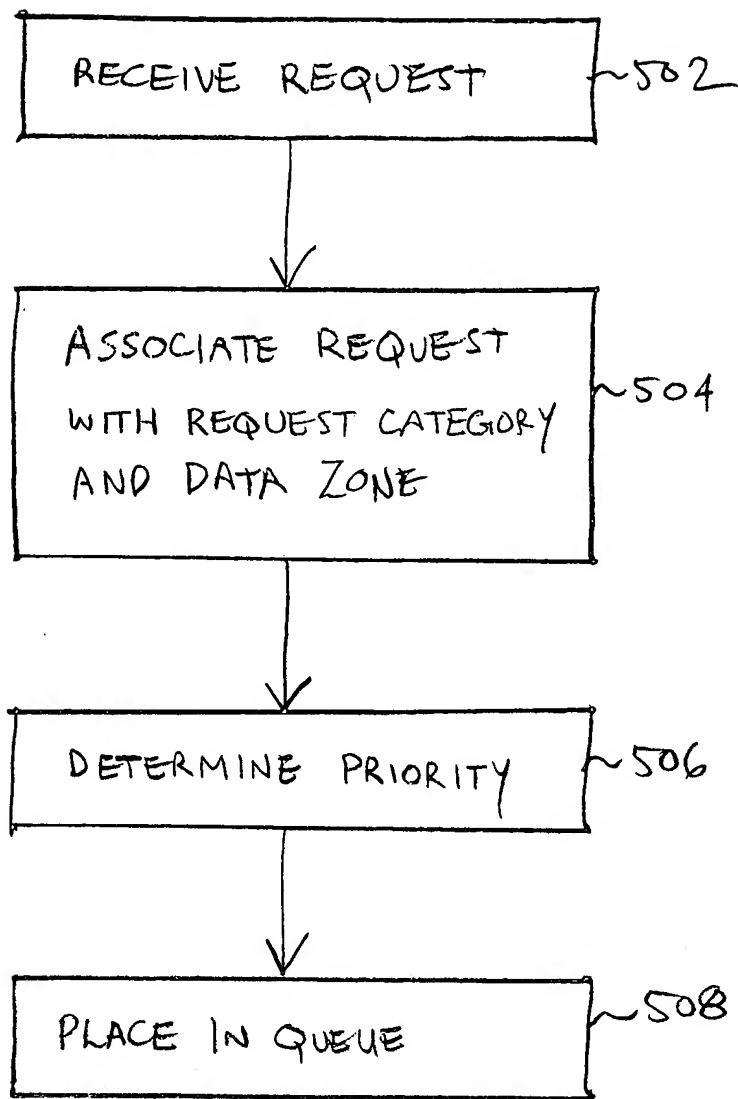 RECEIVE REQUEST
502
ASSOCIATE REQUEST
WITH REQUEST CATEGORY
AND DATA ZONE
504
DETERMINE PRIORITY
506
PLACE IN QUEUE
508